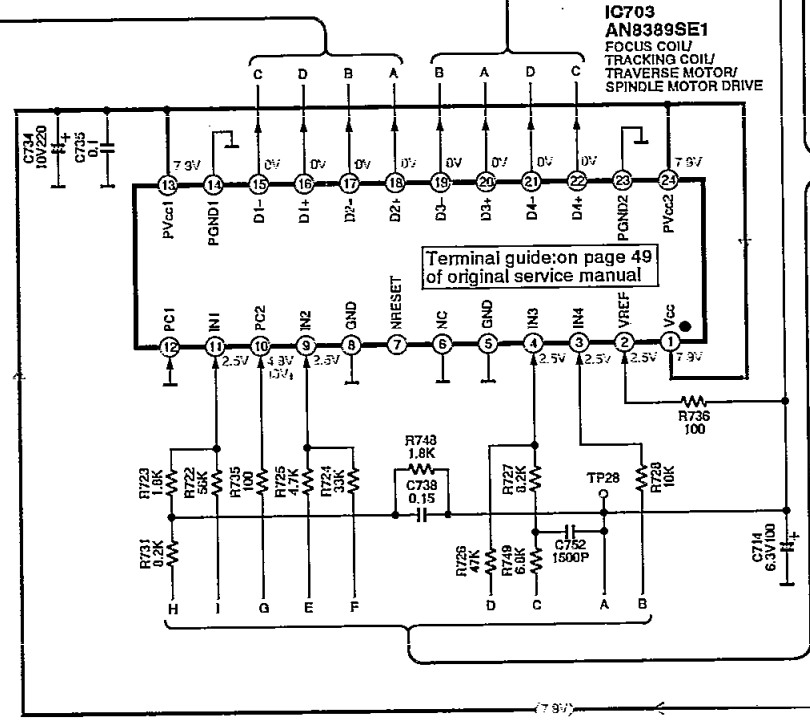 IC703
AN8389SE1
FOCUS COIL/
TRACKING COIL/
TRAVERSE MOTOR/
SPINDLE MOTOR DRIVE
C D B A B A D C
C734
10V220
C735
0.1
7.9V 0V 0V 0V 0V 0V 0V 0V 0V 7.9V
13 14 15 16 17 18 19 20 21 22 23 24
PVcc1 PGND1 D1- D1+ D2- D2+ D3- D3+ D4- D4+ PGND2 PVcc2
Terminal guide:on page 49
of original service manual
PC1 IN1 PC2 IN2 GND NRESET NC GND IN3 IN4 VREF Vcc
12 11 10 9 8 7 6 5 4 3 2 1
2.5V 2.5V 2.5V 2.5V 2.5V 7.9V
R736
100
R723
1.8K
R722
56K
R735
100
R725
4.7K
R724
33K
R748
1.8K
C738
0.15
R727
8.2K
TP28
R728
10K
R731
8.2K
R726
47K
R749
6.8K
C752
1500P
C714
6.3V100
H I G E F D C A B
(7.9V)